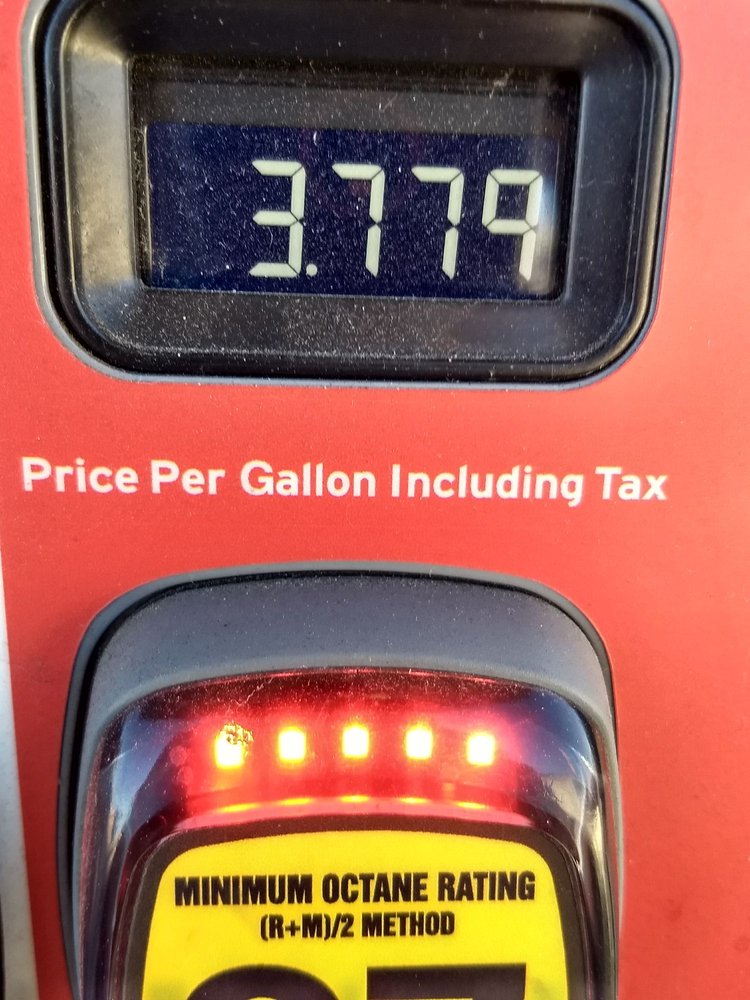 3.779
Price Per Gallon Including Tax
MINIMUM OCTANE RATING
(R+M)/2 METHOD